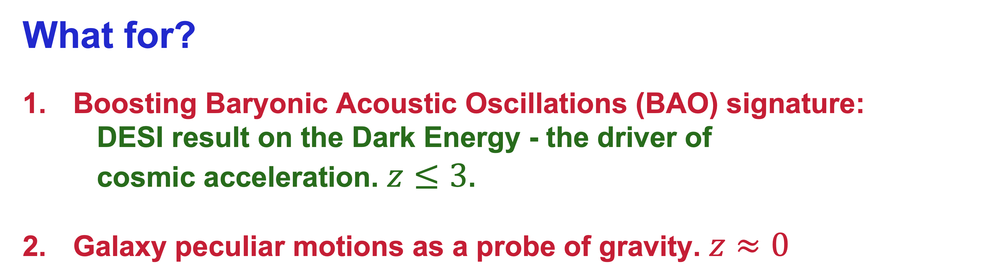 What for?
1. Boosting Baryonic Acoustic Oscillations (BAO) signature:
DESI result on the Dark Energy - the driver of
cosmic acceleration. z ≤ 3.
2. Galaxy peculiar motions as a probe of gravity. z ≈ 0